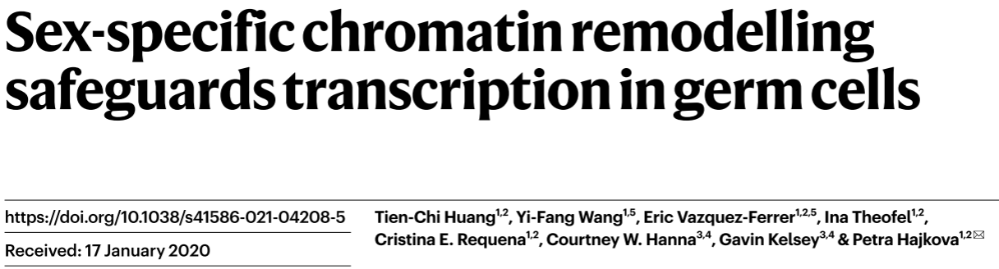 Sex-specific chromatin remodelling
safeguards transcription in germ cells
https://doi.org/10.1038/s41586-021-04208-5
Received: 17 January 2020
Tien-Chi Huang1,2, Yi-Fang Wang1,5, Eric Vazquez-Ferrer1,2,5, Ina Theofel1,2,
Cristina E. Requena1,2, Courtney W. Hanna3,4, Gavin Kelsey3,4 & Petra Hajkova1,2✉